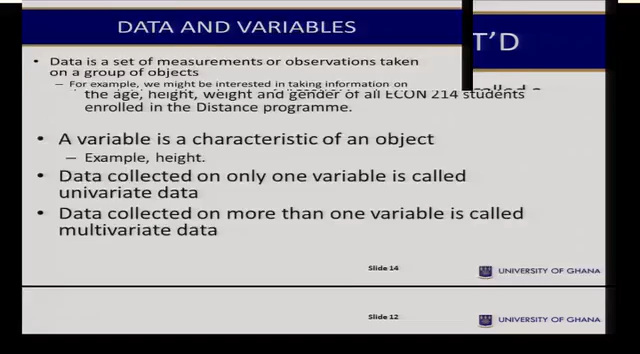 DATA AND VARIABLES
T'D
• Data is a set of measurements or observations taken
on a group of objects
– For example, we might be interested in taking information on
the age, height, weight and gender of all ECON 214 students
enrolled in the Distance programme.
• A variable is a characteristic of an object
– Example, height.
• Data collected on only one variable is called
univariate data
• Data collected on more than one variable is called
multivariate data
Slide 14
UNIVERSITY OF GHANA
Slide 12
UNIVERSITY OF GHANA